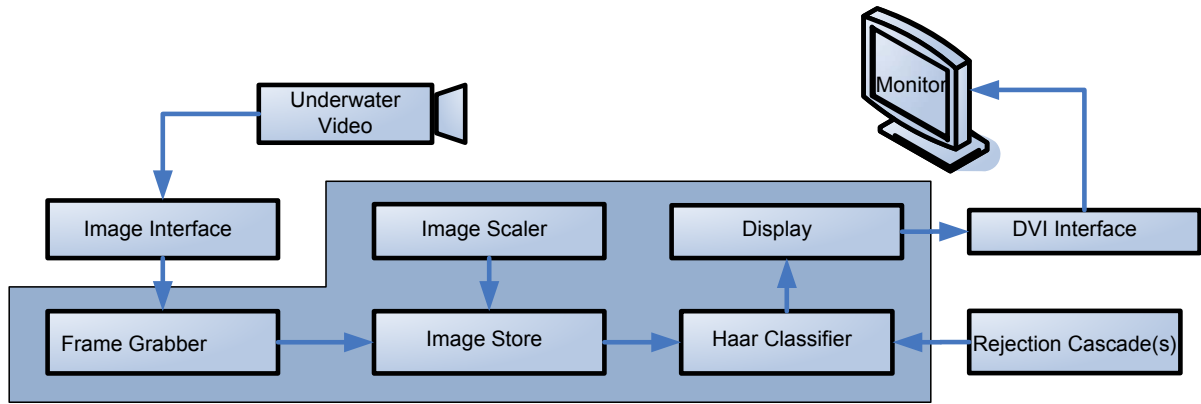 Monitor
Underwater
Video
Image Interface
Image Scaler
Display
DVI Interface
Frame Grabber
Image Store
Haar Classifier
Rejection Cascade(s)